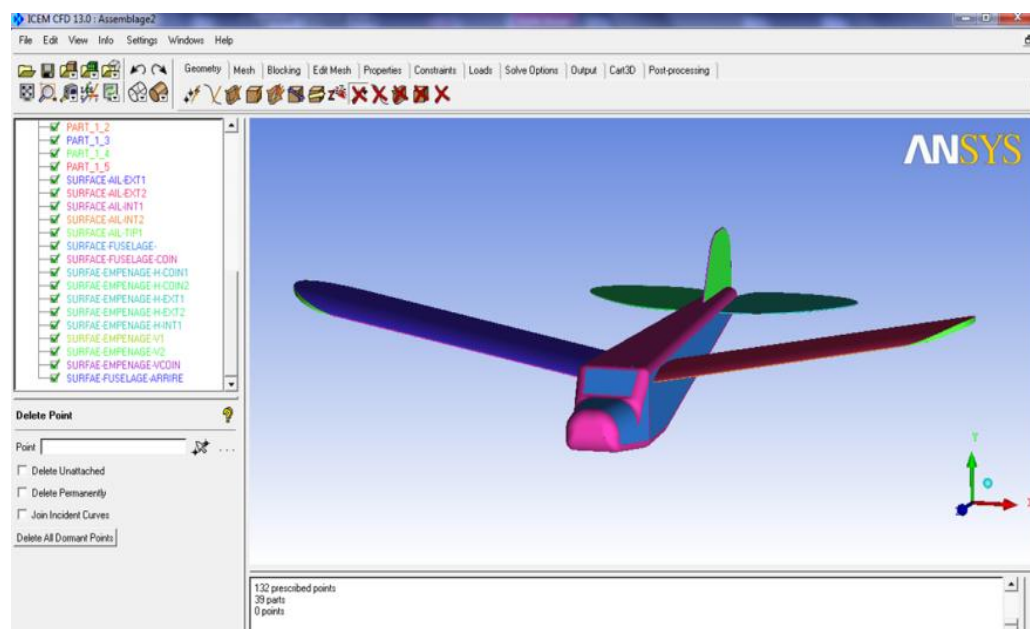 ICEM CFD 13.0 : Assemblage2
File Edit View Info Settings Windows Help
Geometry Mesh Blocking Edit Mesh Properties Constraints Loads Solve Options Output Cart3D Post-processing
PART_1_2
PART_1_3
PART_1_4
PART_1_5
SURFACE-AIL-EXT1
SURFACE-AIL-EXT2
SURFACE-AIL-INT1
SURFACE-AIL-INT2
SURFACE-AIL-TIP1
SURFACE-FUSELAGE-
SURFACE-FUSELAGE-COIN
SURFAE-EMPENAGE-H-COIN1
SURFAE-EMPENAGE-H-COIN2
SURFAE-EMPENAGE-H-EXT1
SURFAE-EMPENAGE-H-EXT2
SURFAE-EMPENAGE-H-INT1
SURFAE-EMPENAGE-V1
SURFAE-EMPENAGE-V2
SURFAE-EMPENAGE-VCOIN
SURFAE-FUSELAGE-ARRIRE
ANSYS
Delete Point
Point
Delete Unattached
Delete Permanently
Join Incident Curves
Delete All Dormant Points
Y
132 prescribed points
39 parts
0 points